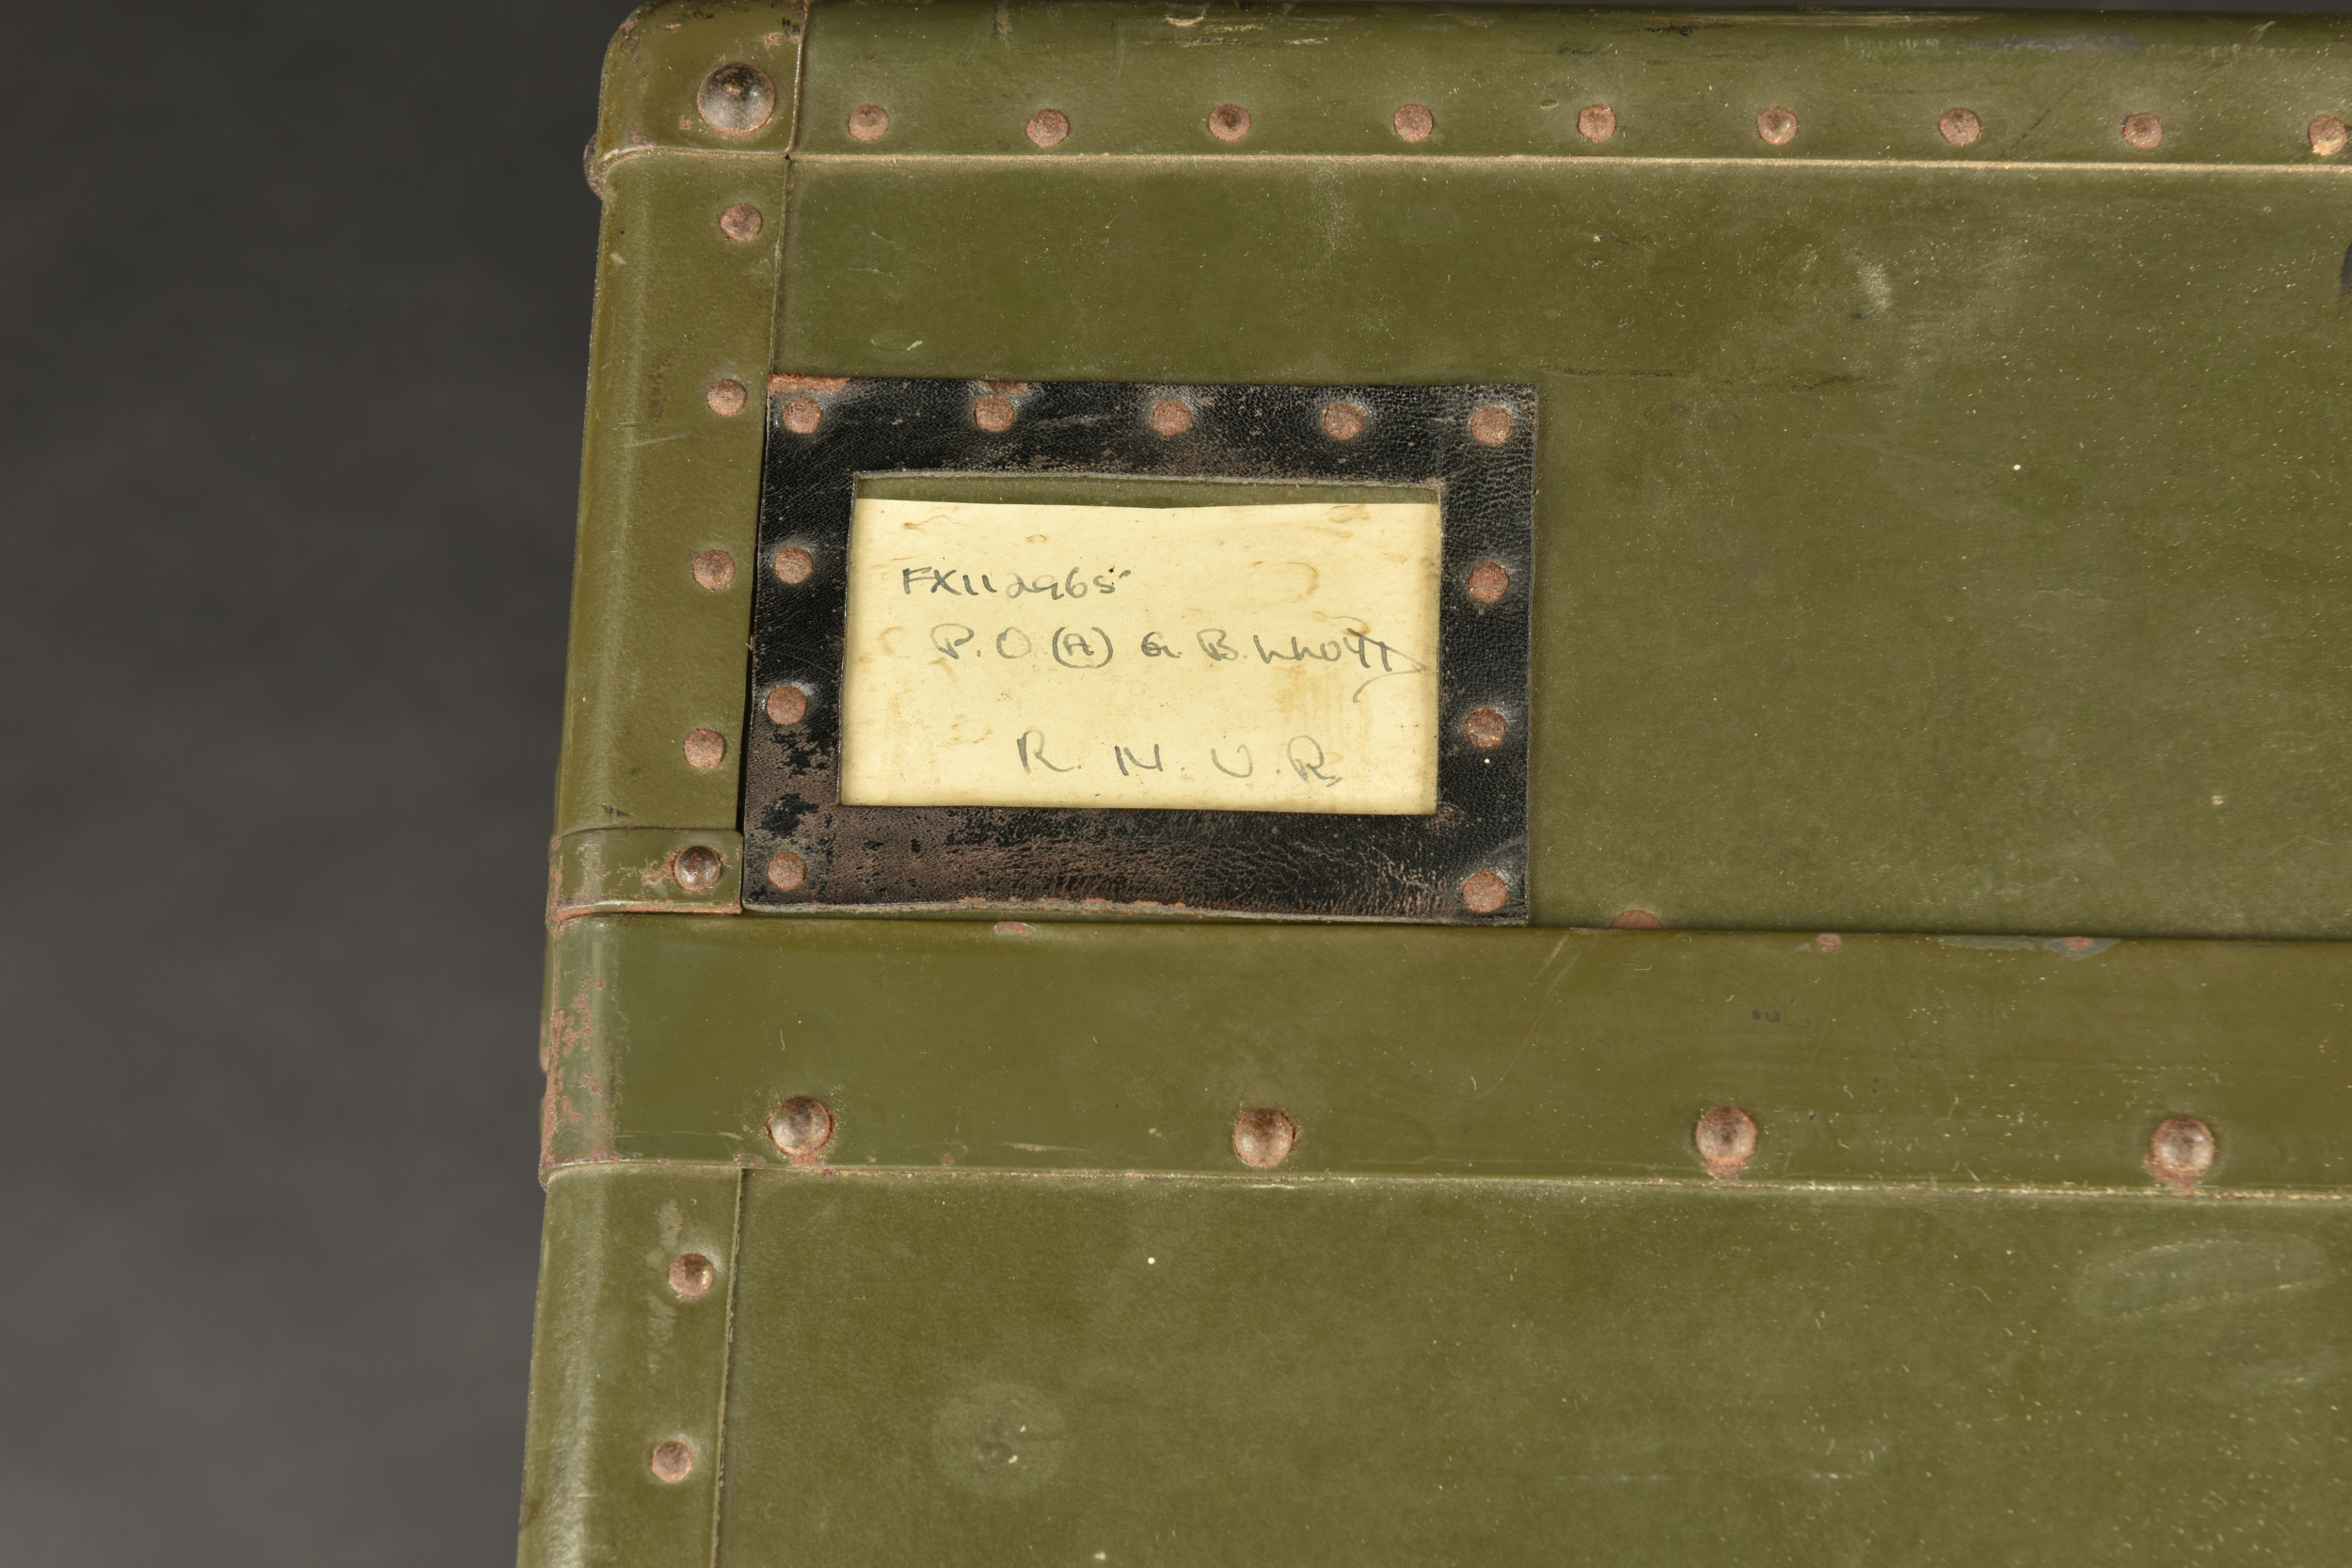 FX112965
P.O (A) G. B.
R. N. V. R.